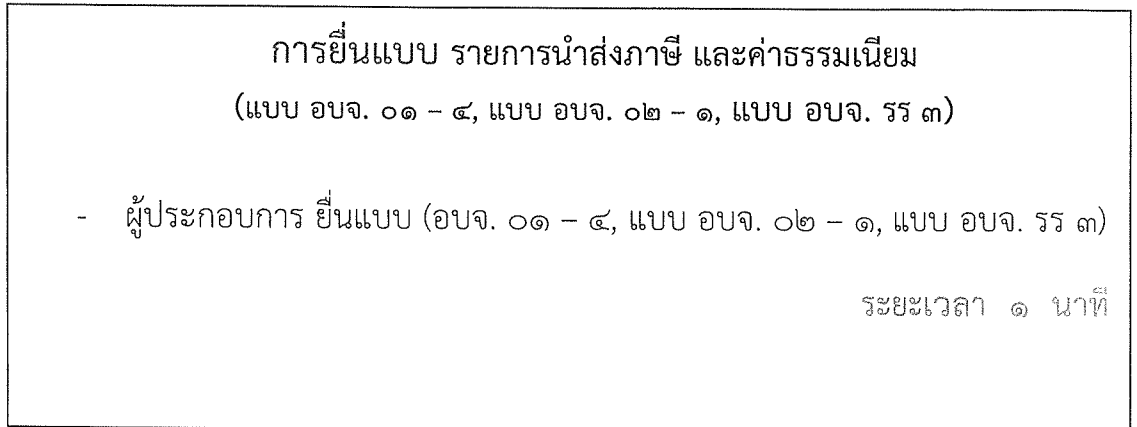 การยื่นแบบ รายการนำส่งภาษี และค่าธรรมเนียม
(แบบ อบจ. ๐๑ – ๔, แบบ อบจ. ๐๒ – ๑, แบบ อบจ. รร ๓)
- ผู้ประกอบการ ยื่นแบบ (อบจ. ๐๑ – ๔, แบบ อบจ. ๐๒ – ๑, แบบ อบจ. รร ๓)
ระยะเวลา ๑ นาที